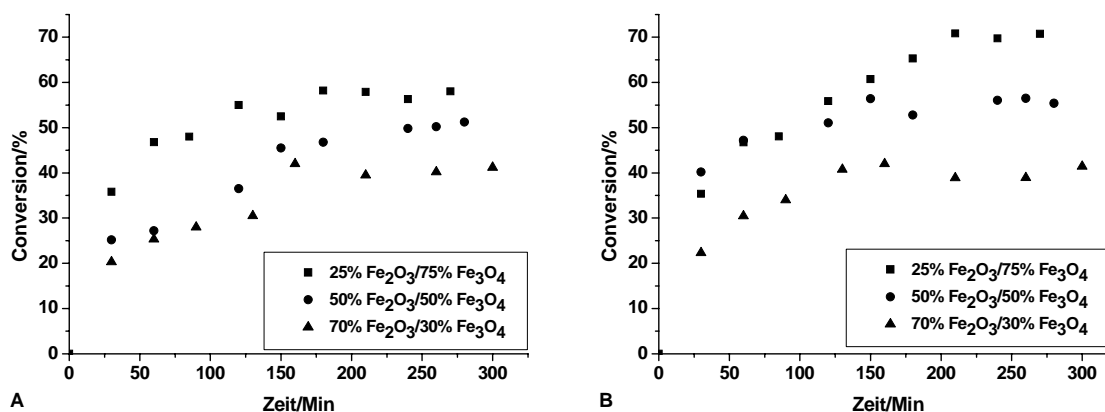 70
60
50
40
30
20
10
0
Conversion/%
25% Fe₂O₃/75% Fe₃O₄
50% Fe₂O₃/50% Fe₃O₄
70% Fe₂O₃/30% Fe₃O₄
0 50 100 150 200 250 300
Zeit/Min
A
70
60
50
40
30
20
10
0
Conversion/%
25% Fe₂O₃/75% Fe₃O₄
50% Fe₂O₃/50% Fe₃O₄
70% Fe₂O₃/30% Fe₃O₄
0 50 100 150 200 250 300
Zeit/Min
B